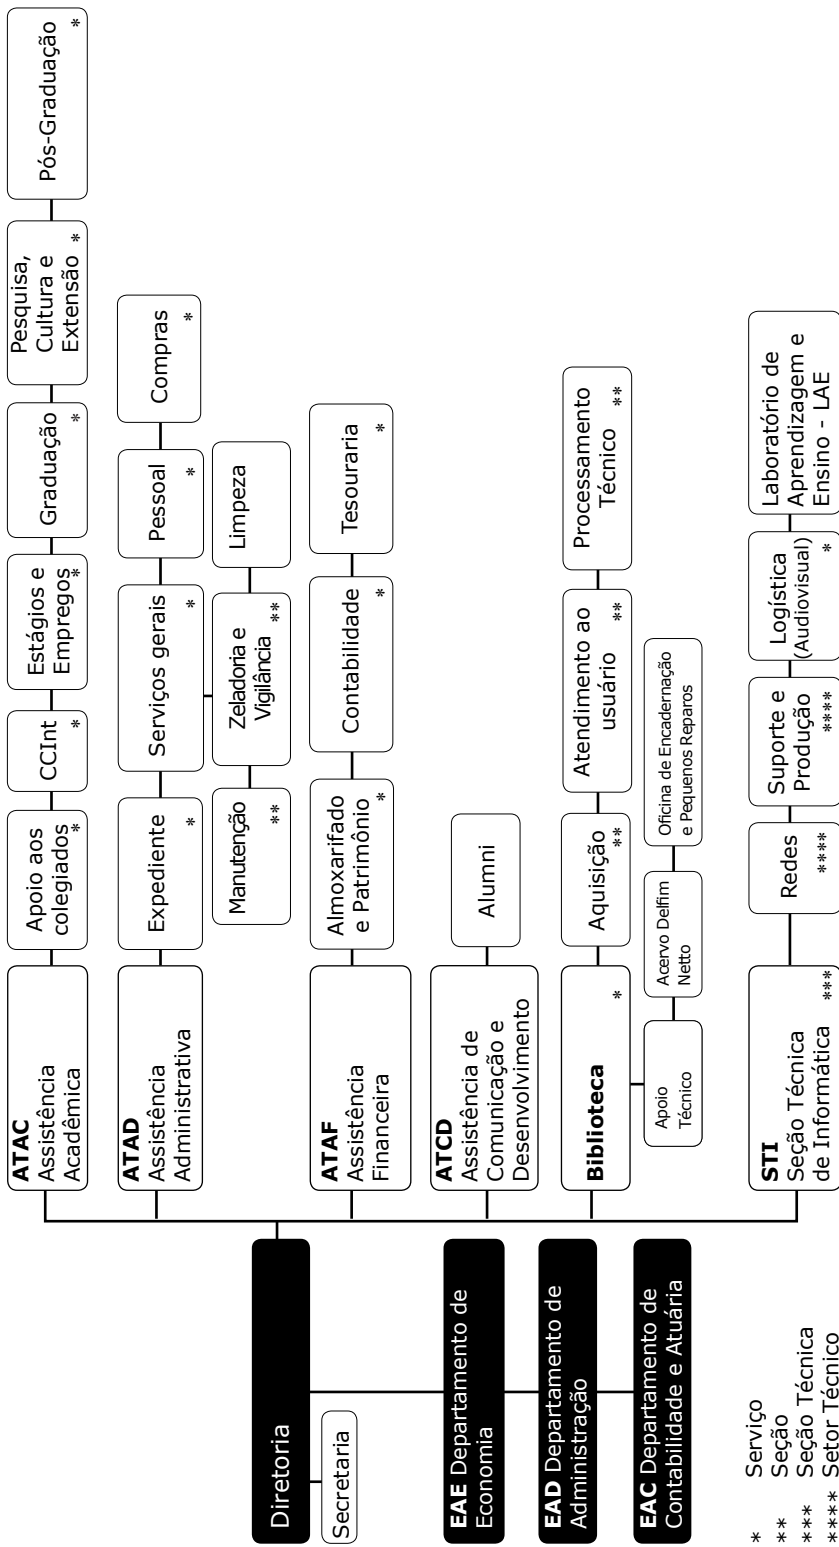 Diretoria
Secretaria
EAE Departamento de
Economia
EAD Departamento de
Administração
EAC Departamento de
Contabilidade e Atuária
ATAC
Assistência
Acadêmica
Apoio aos
colegiados
*
CCInt
*
Estágios e
Empregos
*
Graduação
*
Pesquisa,
Cultura e
Extensão *
Pós-Graduação
*
ATAD
Assistência
Administrativa
Expediente
*
Serviços gerais
*
Pessoal
*
Compras
*
Manutenção
**
Zeladoria e
Vigilância **
Limpeza
ATAF
Assistência
Financeira
Almoxarifado
e Patrimônio
*
Contabilidade
*
Tesouraria
*
ATCD
Assistência de
Comunicação e
Desenvolvimento
Alumni
Biblioteca
*
Aquisição
**
Atendimento ao
usuário **
Processamento
Técnico **
Apoio
Técnico
Acervo Delfim
Netto
Oficina de Encadernação
e Pequenos Reparos
STI
Seção Técnica
de Informática ***
Redes
****
Suporte e
Produção
****
Logística
(Audiovisual)
*
Laboratório de
Aprendizagem e
Ensino - LAE
* Serviço
** Seção
*** Seção Técnica
**** Setor Técnico